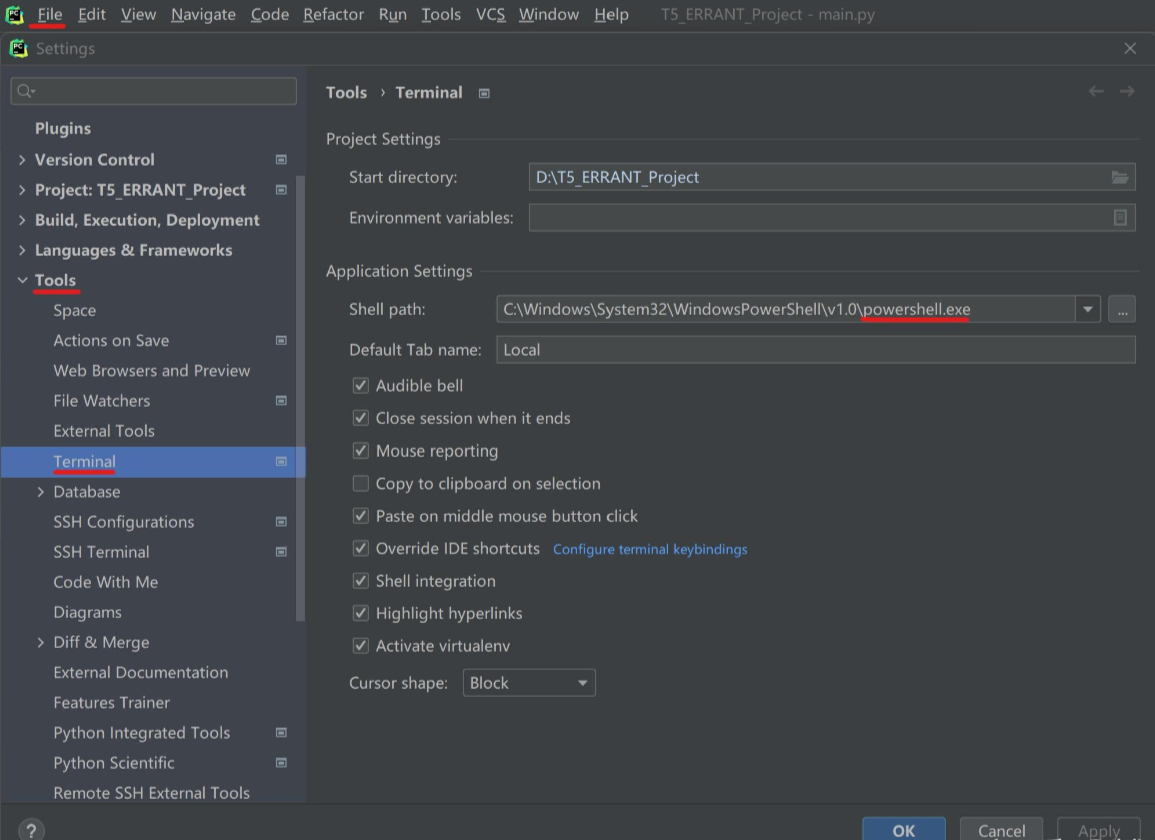 PC File Edit View Navigate Code Refactor Run Tools VCS Window Help T5_ERRANT_Project - main.py
PC Settings
Tools › Terminal
Plugins
Version Control
Project: T5_ERRANT_Project
Build, Execution, Deployment
Languages & Frameworks
Tools
Space
Actions on Save
Web Browsers and Preview
File Watchers
External Tools
Terminal
Database
SSH Configurations
SSH Terminal
Code With Me
Diagrams
Diff & Merge
External Documentation
Features Trainer
Python Integrated Tools
Python Scientific
Remote SSH External Tools
Project Settings
Start directory: D:\T5_ERRANT_Project
Environment variables:
Application Settings
Shell path: C:\Windows\System32\WindowsPowerShell\v1.0\powershell.exe ...
Default Tab name: Local
Audible bell
Close session when it ends
Mouse reporting
Copy to clipboard on selection
Paste on middle mouse button click
Override IDE shortcuts Configure terminal keybindings
Shell integration
Highlight hyperlinks
Activate virtualenv
Cursor shape: Block
? OK Cancel Apply